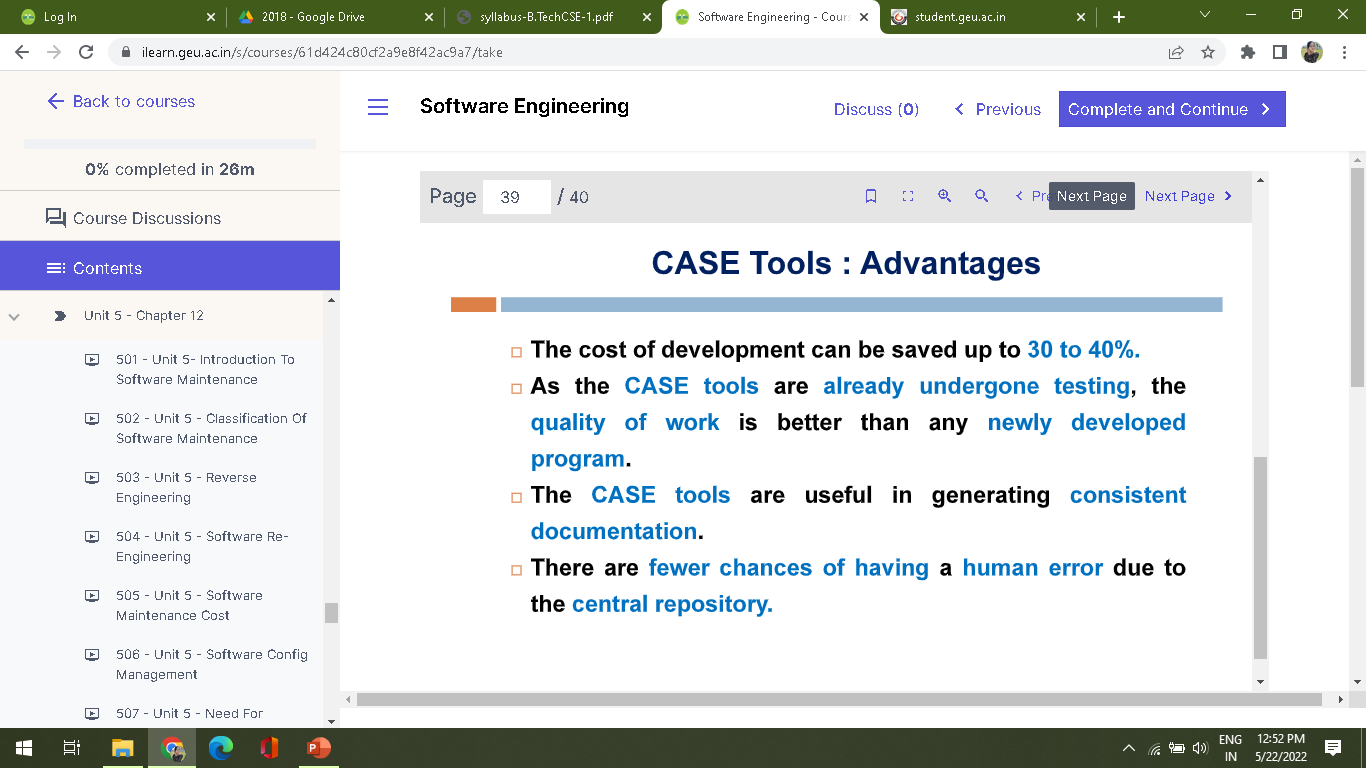 Log In
2018 - Google Drive
syllabus-B.TechCSE-1.pdf
Software Engineering - Cour
student.geu.ac.in
ilearn.geu.ac.in/s/courses/61d424c80cf2a9e8f42ac9a7/take
Back to courses
0% completed in 26m
Course Discussions
Contents
Unit 5 - Chapter 12
501 - Unit 5- Introduction To
Software Maintenance
502 - Unit 5 - Classification Of
Software Maintenance
503 - Unit 5 - Reverse
Engineering
504 - Unit 5 - Software Re-
Engineering
505 - Unit 5 - Software
Maintenance Cost
506 - Unit 5 - Software Config
Management
507 - Unit 5 - Need For
Software Engineering
Discuss (0)
Previous
Complete and Continue
Page 39 / 40
Pre
Next Page
Next Page
CASE Tools : Advantages
The cost of development can be saved up to 30 to 40%.
As the CASE tools are already undergone testing, the
quality of work is better than any newly developed
program.
The CASE tools are useful in generating consistent
documentation.
There are fewer chances of having a human error due to
the central repository.
ENG
IN
12:52 PM
5/22/2022